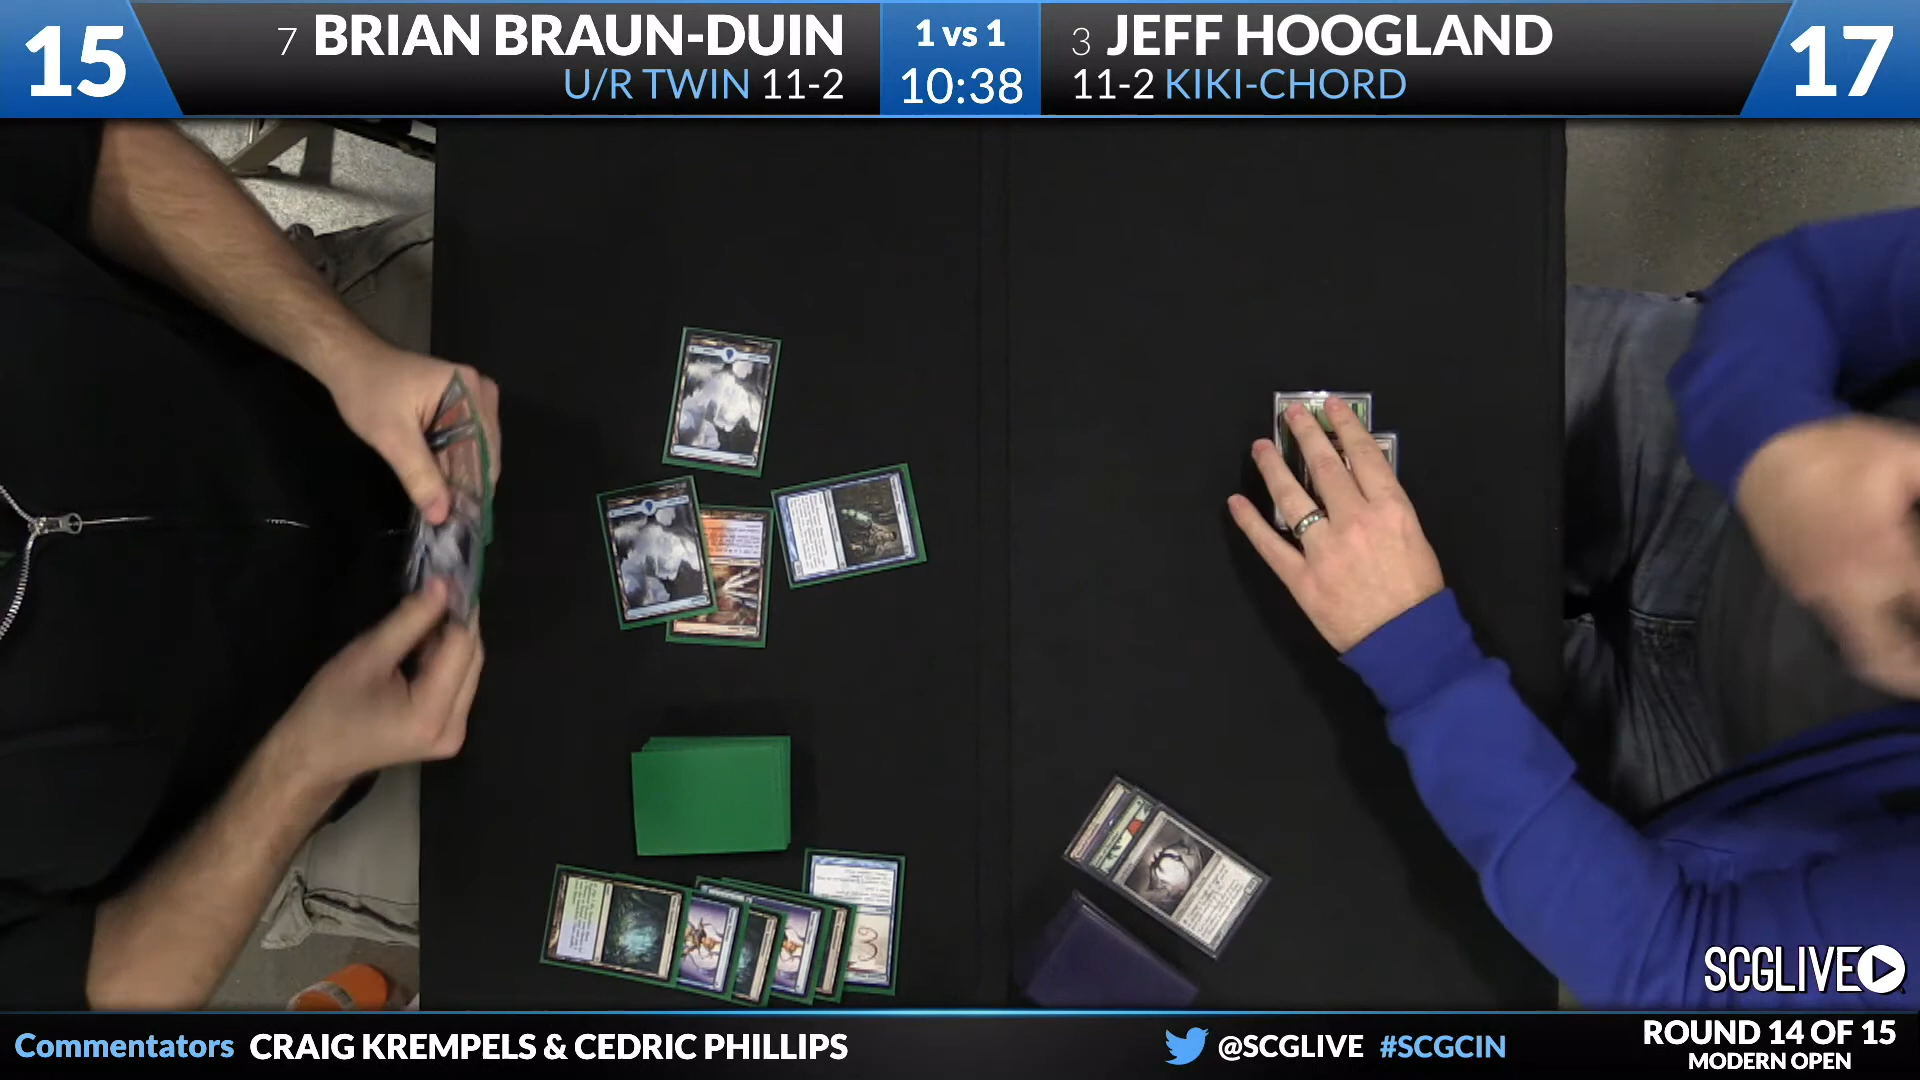 15
7 BRIAN BRAUN-DUIN
U/R TWIN 11-2
1 vs 1
10:38
3 JEFF HOOGLAND
11-2 KIKI-CHORD
17
SCGLIVE
Commentators CRAIG KREMPELS & CEDRIC PHILLIPS
@SCGLIVE #SCGCIN
ROUND 14 OF 15
MODERN OPEN